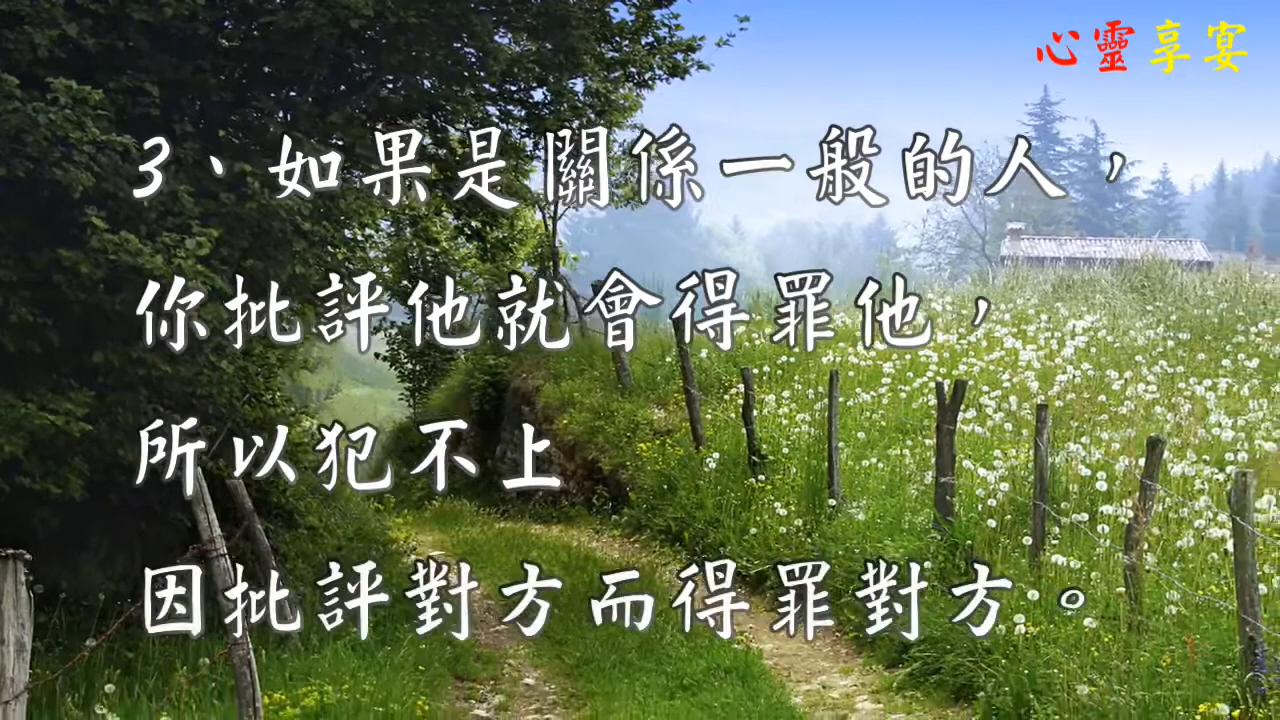 心靈享宴
3、如果是關係一般的人，
你批評他就會得罪他，
所以犯不上
因批評對方而得罪對方。